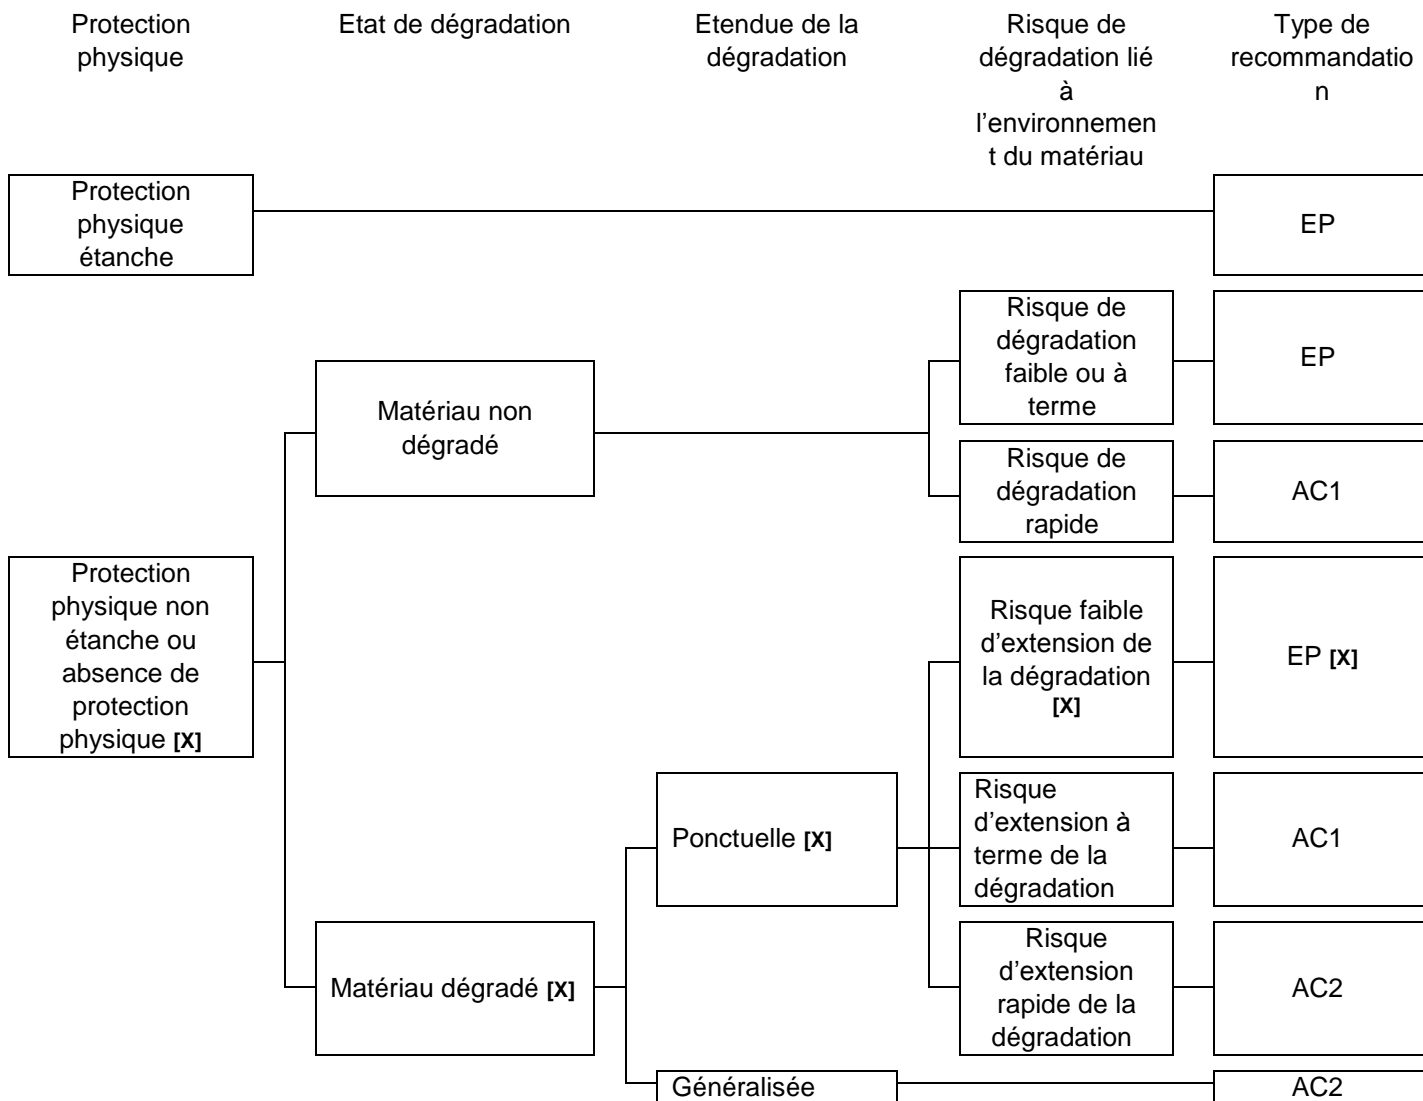 Protection
physique
Etat de dégradation
Etendue de la
dégradation
Risque de
dégradation lié
à
l'environnemen
t du matériau
Type de
recommandatio
n
Protection
physique
étanche
EP
Risque de
dégradation
faible ou à
terme
EP
Matériau non
dégradé
Risque de
dégradation
rapide
AC1
Protection
physique non
étanche ou
absence de
protection
physique [X]
Risque faible
d'extension de
la dégradation
[X]
EP [X]
Ponctuelle [X]
Risque
d'extension à
terme de la
dégradation
AC1
Matériau dégradé [X]
Risque
d'extension
rapide de la
dégradation
AC2
Généralisée
AC2